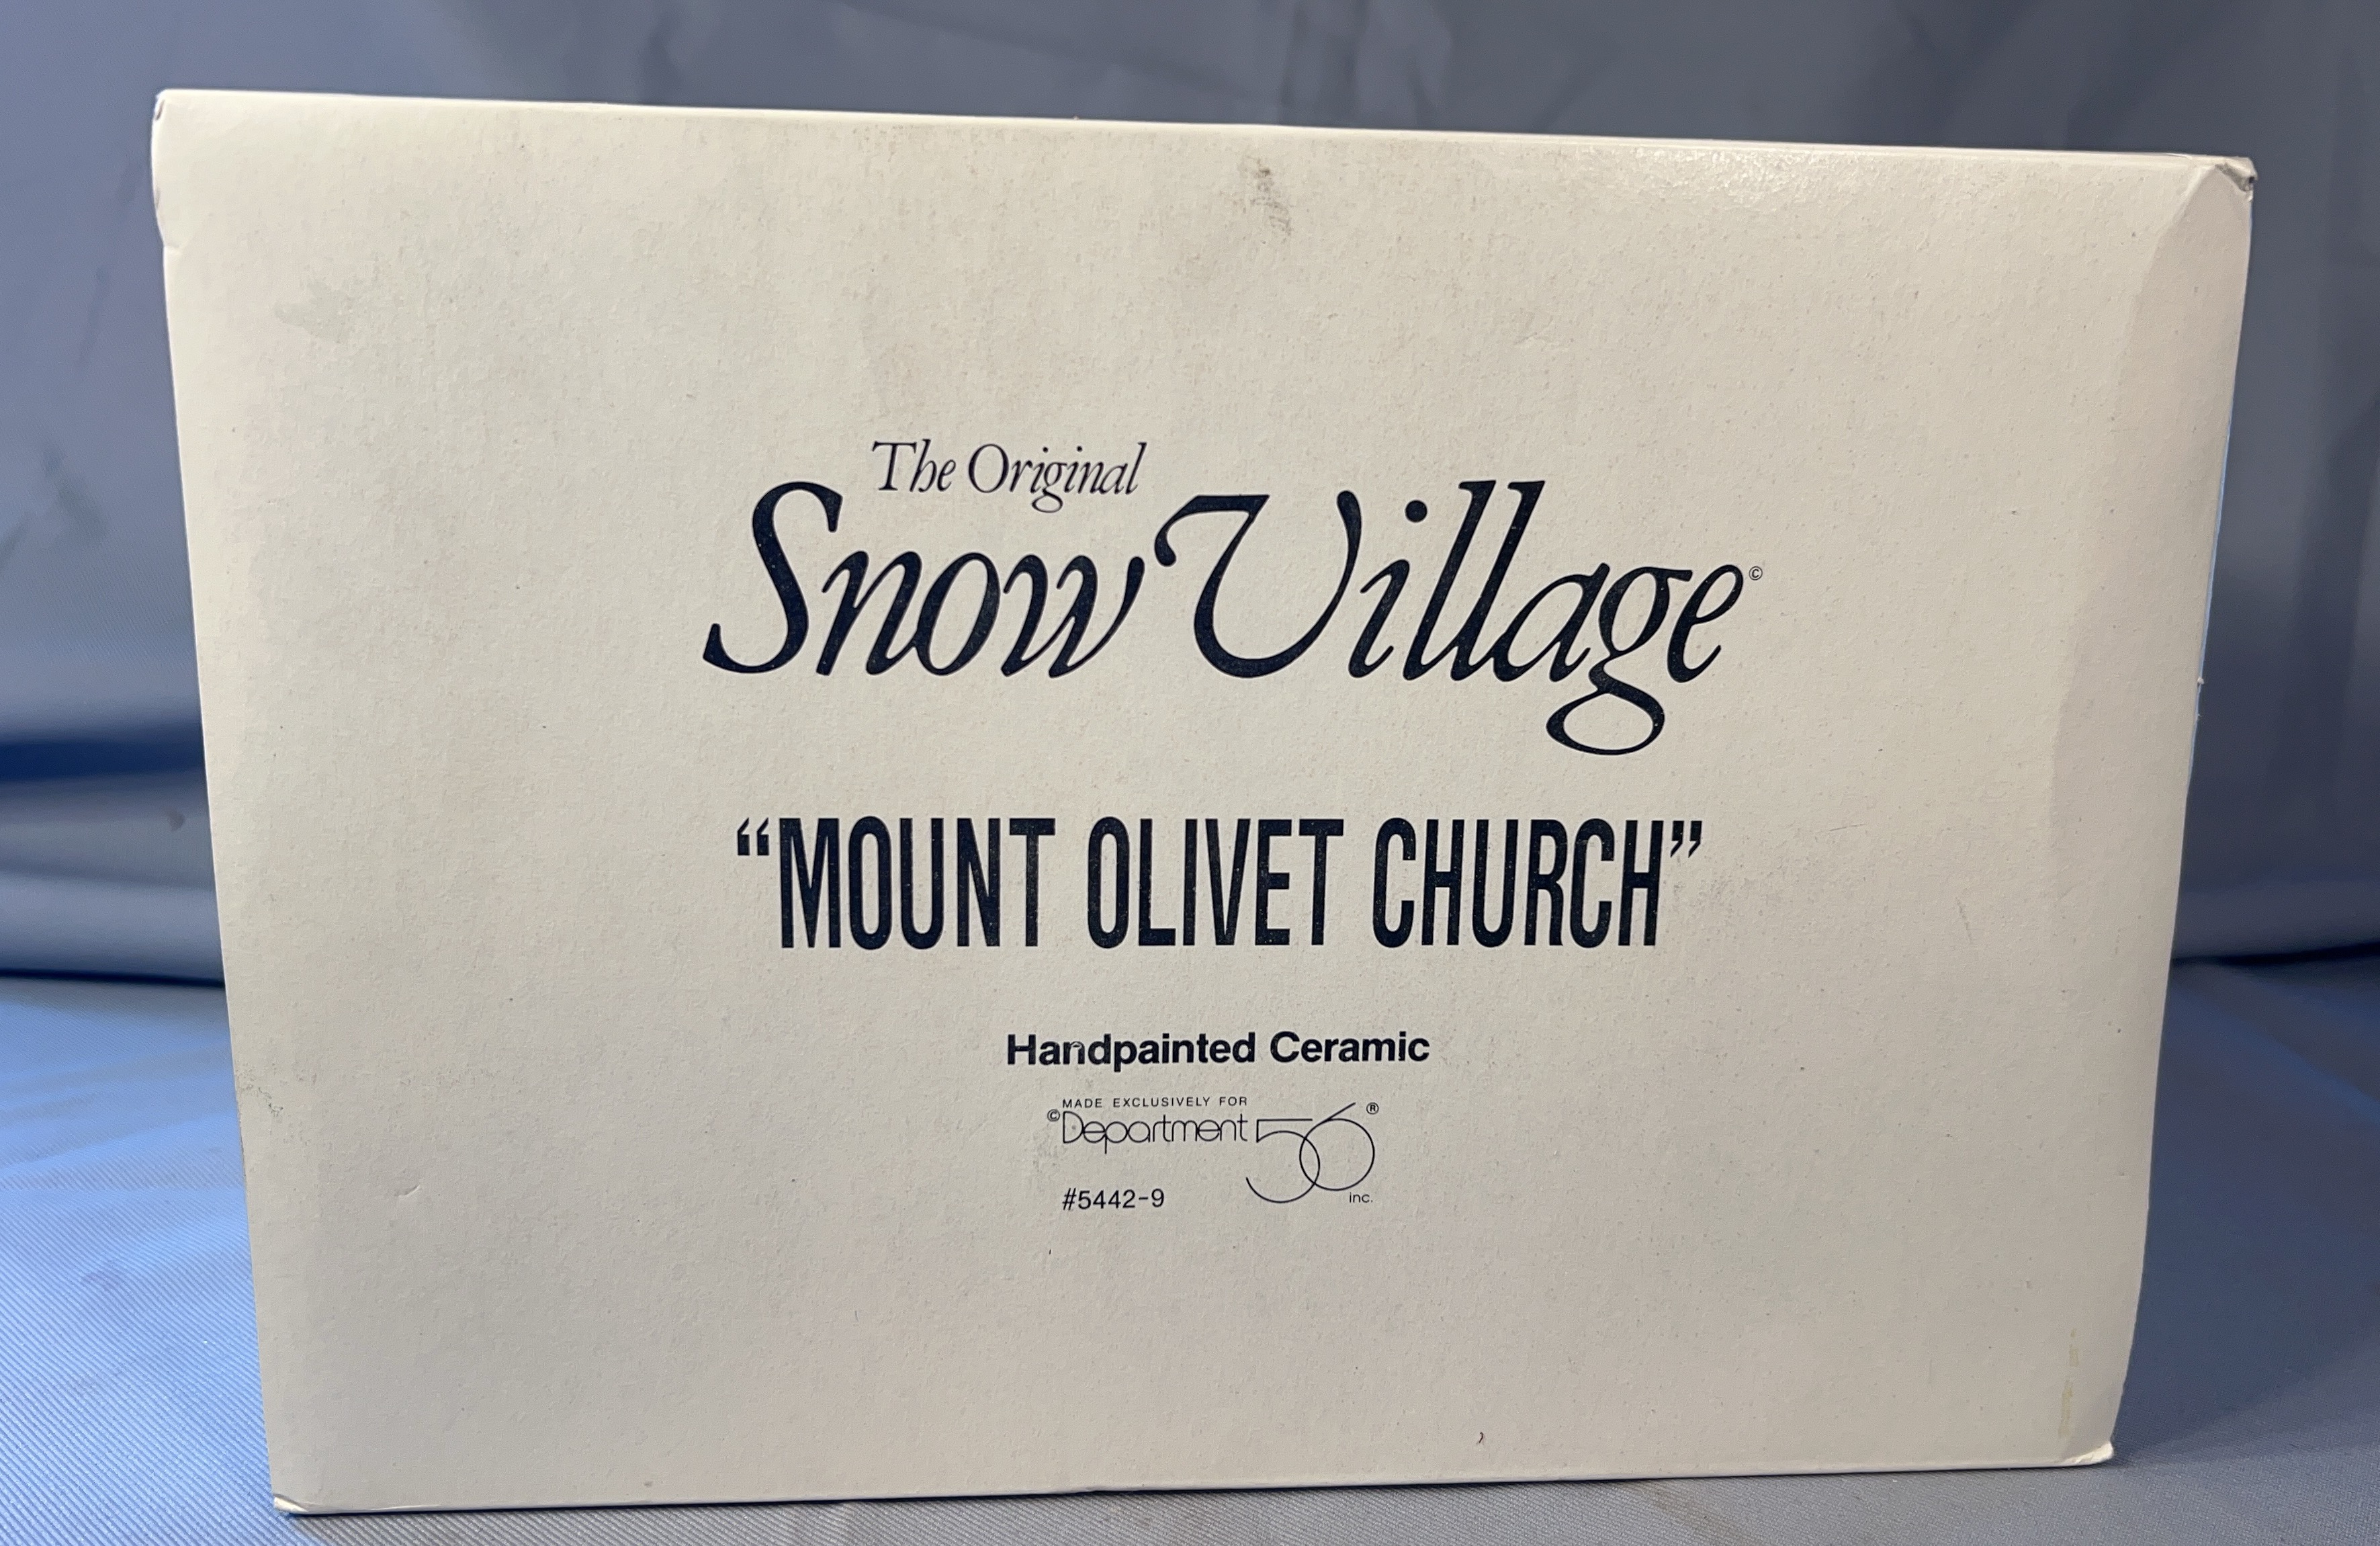 The Original
Snow Village©
“MOUNT OLIVET CHURCH”
Handpainted Ceramic
MADE EXCLUSIVELY FOR
©Department 56®
#5442-9
inc.